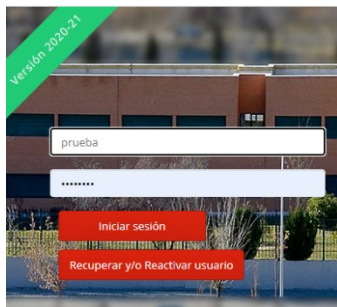 Versión 2020-21
prueba
••••••••
Iniciar sesión
Recuperar y/o Reactivar usuario